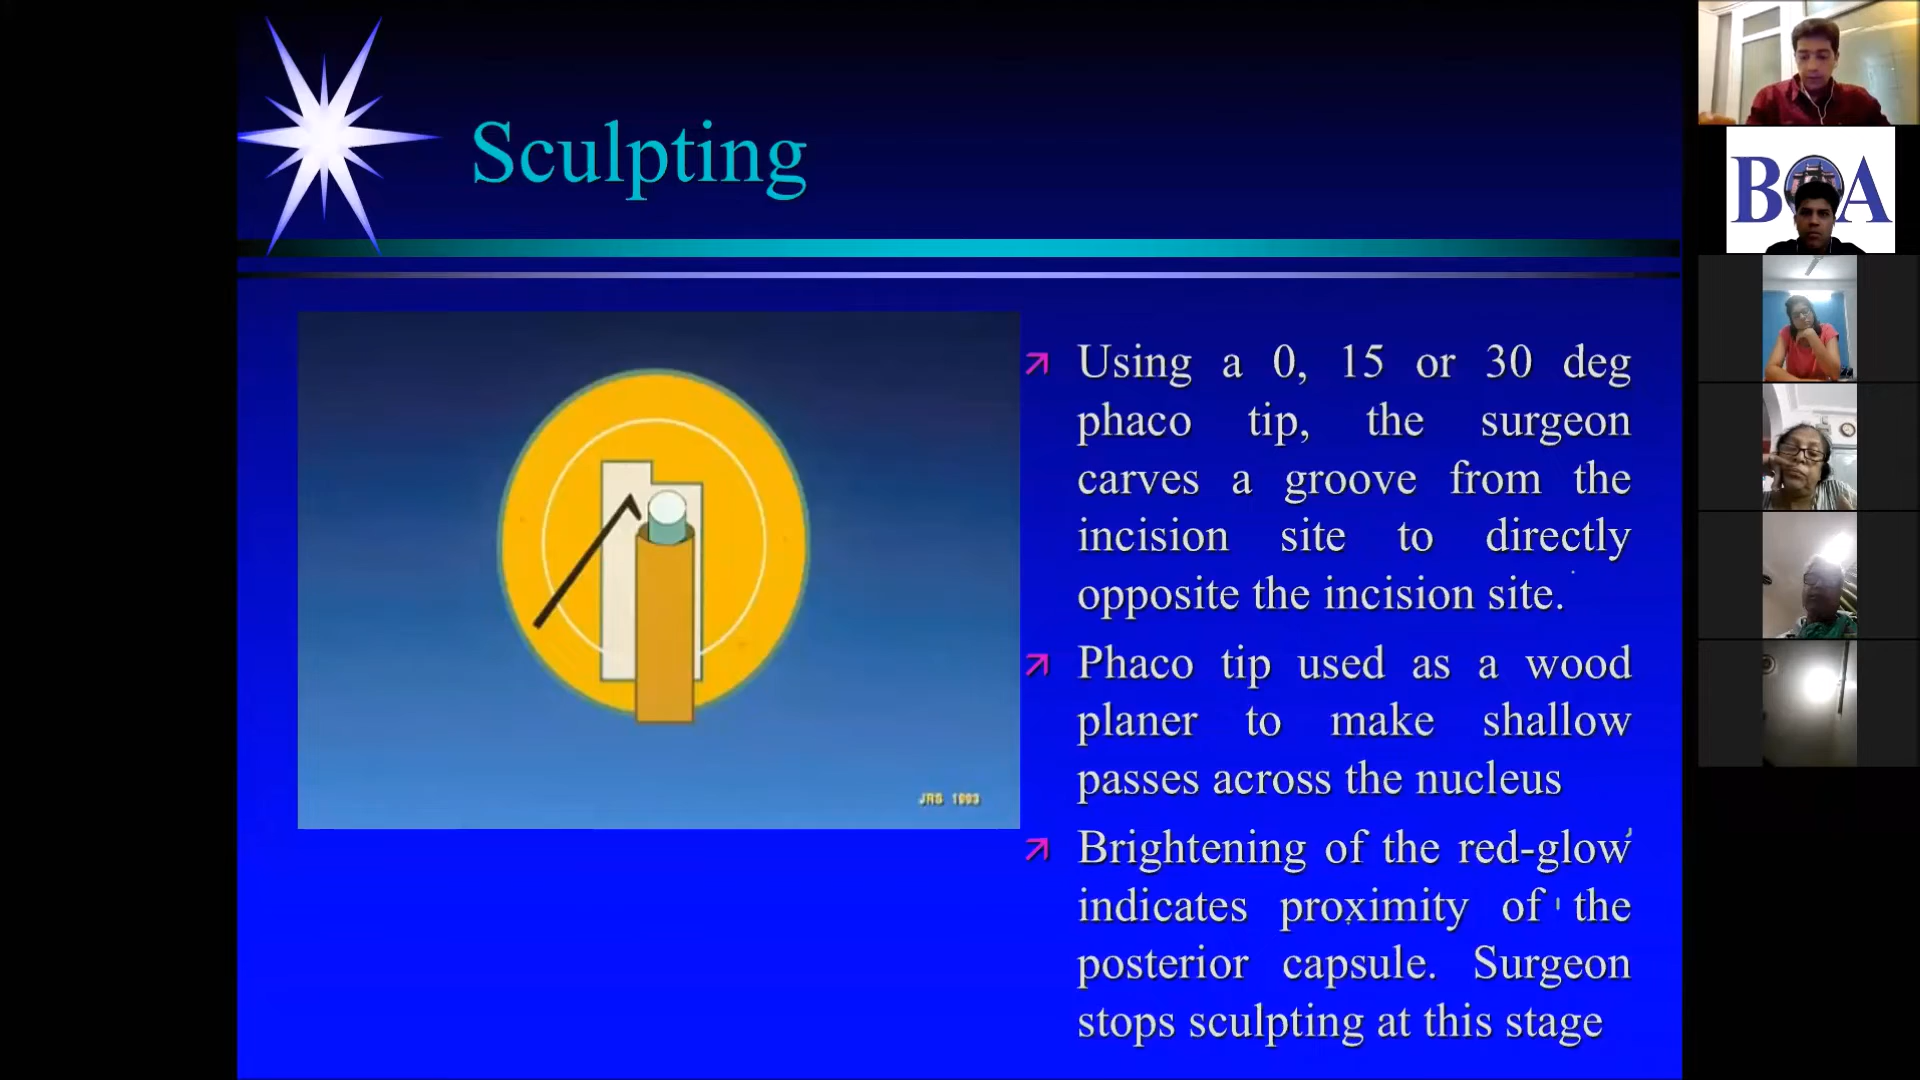 Sculpting
Using a 0, 15 or 30 deg
phaco tip, the surgeon
carves a groove from the
incision site to directly
opposite the incision site.
Phaco tip used as a wood
planer to make shallow
passes across the nucleus
Brightening of the red-glow
indicates proximity of the
posterior capsule. Surgeon
stops sculpting at this stage
JRS 1993
BOA